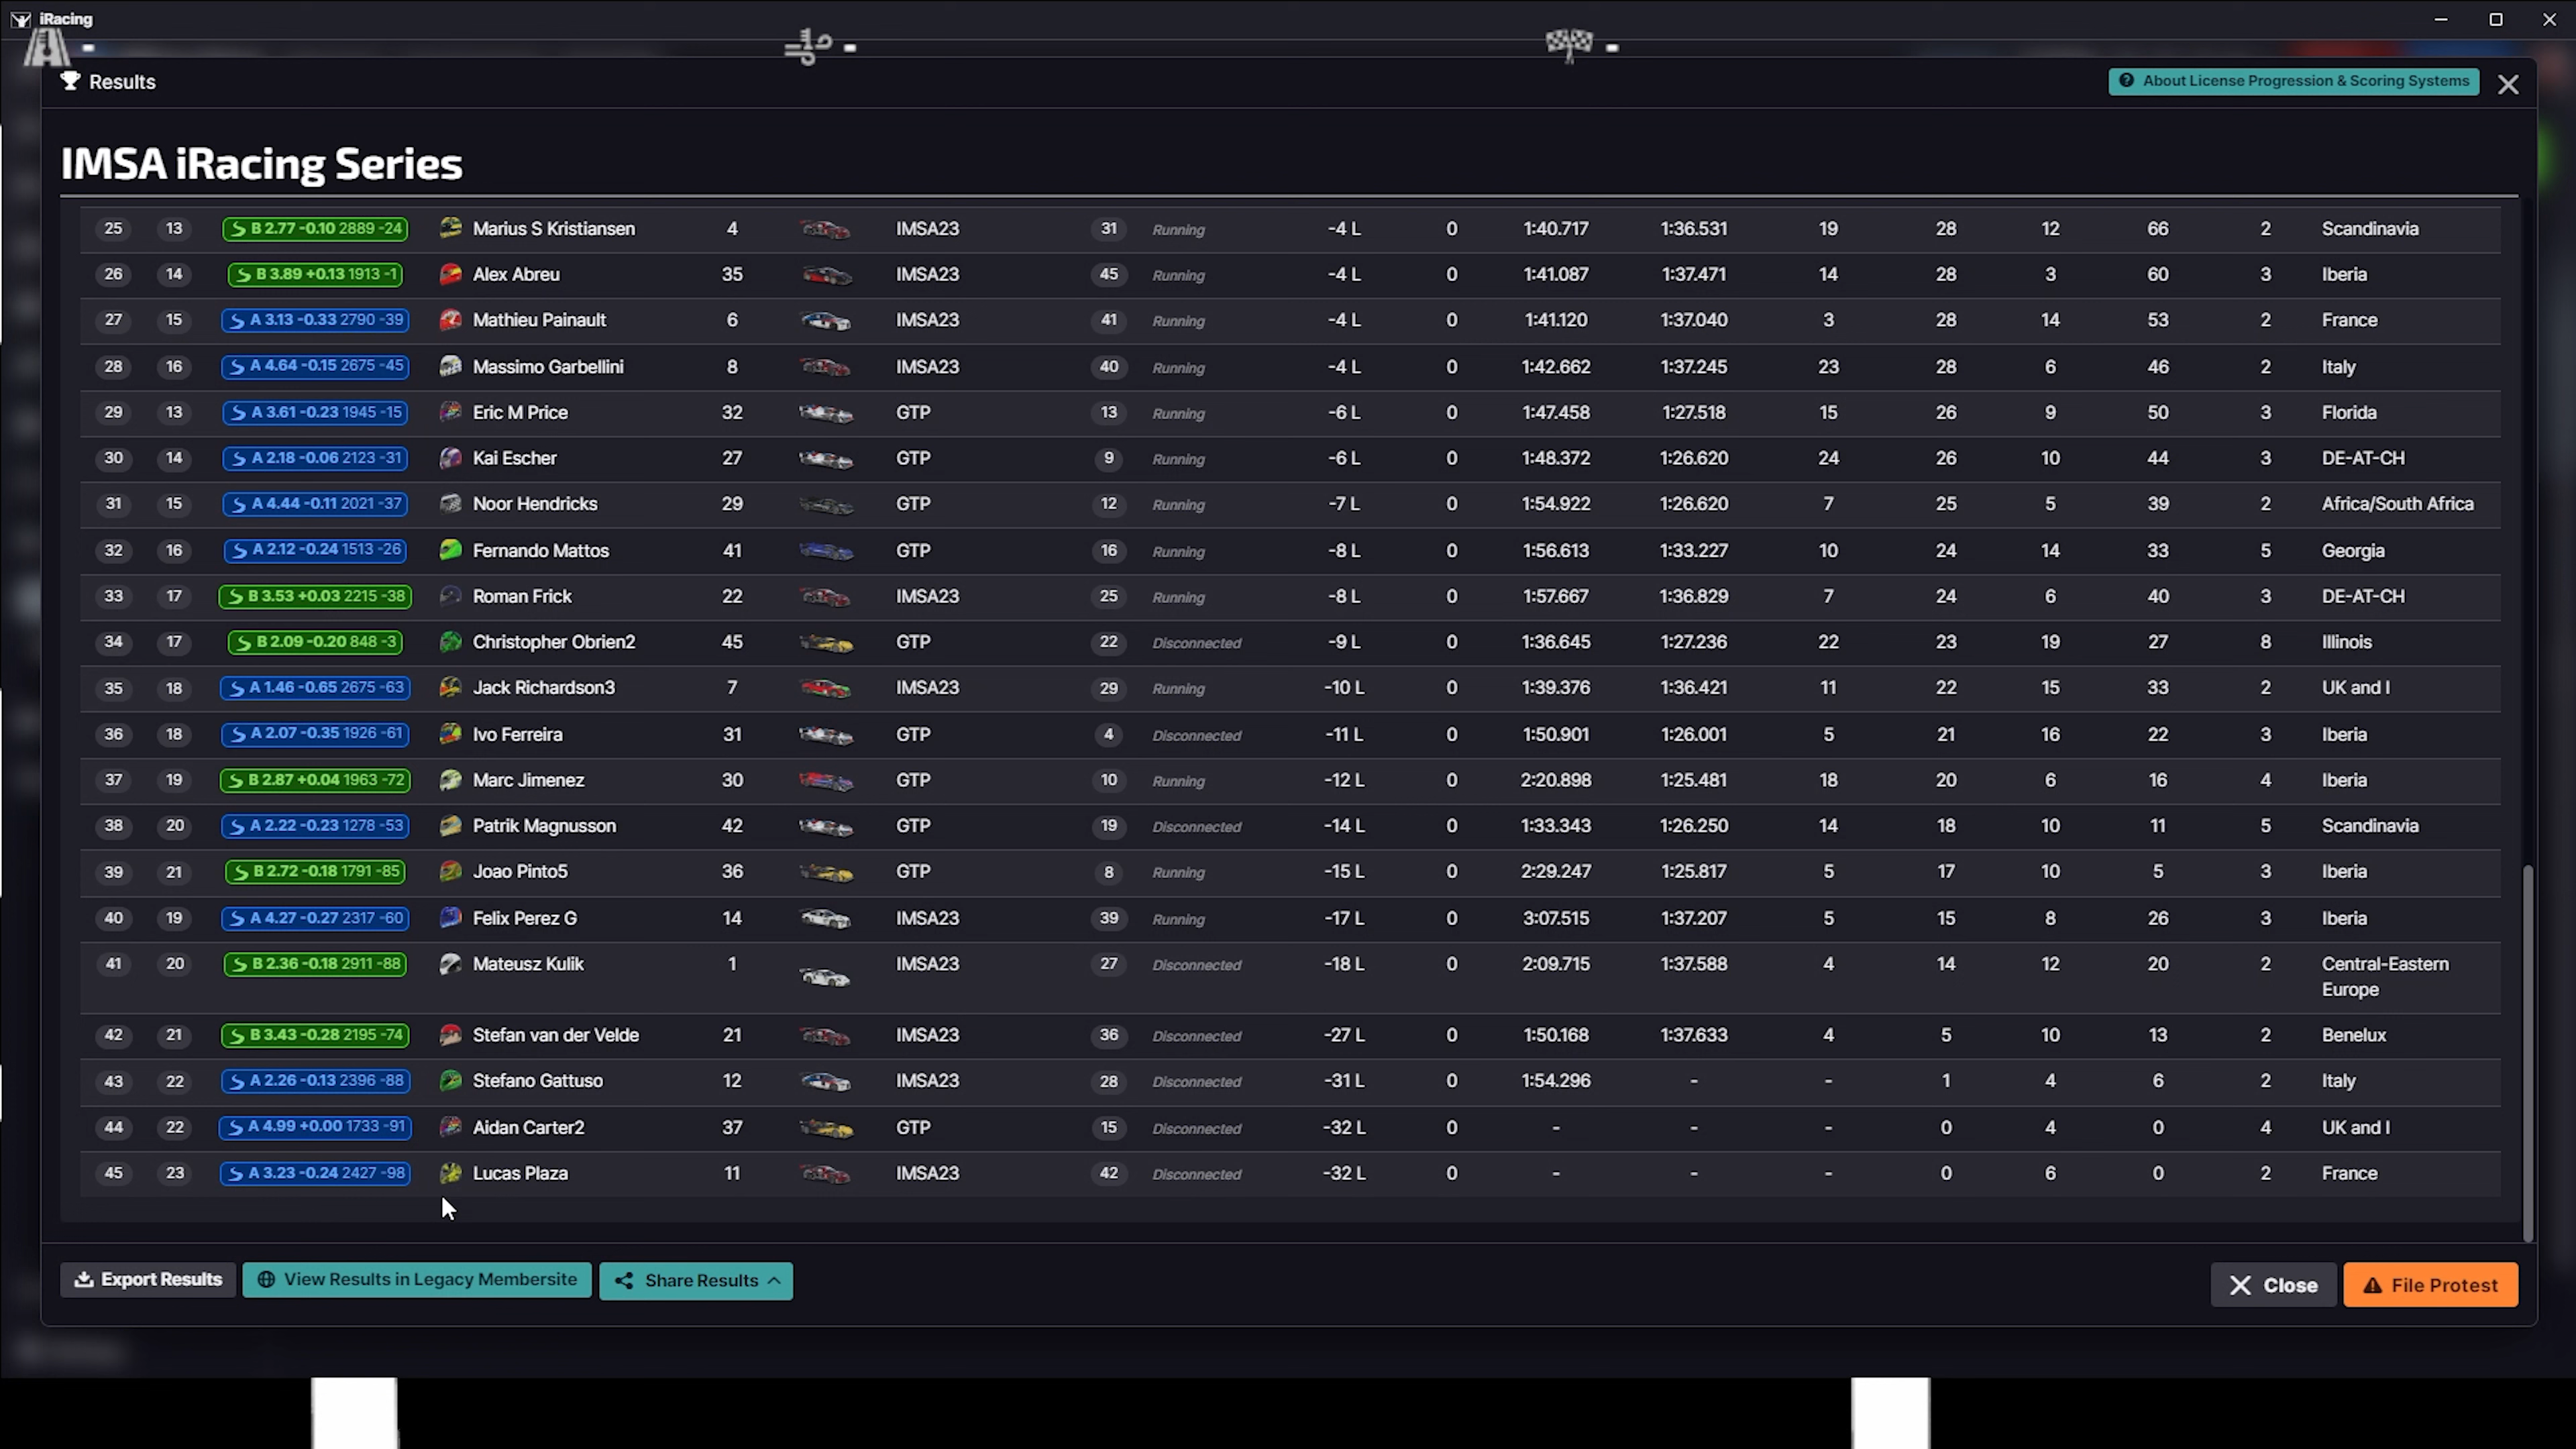 iRacing
Results
About License Progression & Scoring Systems
IMSA iRacing Series
25 13 B 2.77 -0.10 2889 -24 Marius S Kristiansen 4 IMSA23 31 Running -4 L 0 1:40.717 1:36.531 19 28 12 66 2 Scandinavia
26 14 B 3.89 +0.13 1913 -1 Alex Abreu 35 IMSA23 45 Running -4 L 0 1:41.087 1:37.471 14 28 3 60 3 Iberia
27 15 A 3.13 -0.33 2790 -39 Mathieu Painault 6 IMSA23 41 Running -4 L 0 1:41.120 1:37.040 3 28 14 53 2 France
28 16 A 4.64 -0.15 2675 -45 Massimo Garbellini 8 IMSA23 40 Running -4 L 0 1:42.662 1:37.245 23 28 6 46 2 Italy
29 13 A 3.61 -0.23 1945 -15 Eric M Price 32 GTP 13 Running -6 L 0 1:47.458 1:27.518 15 26 9 50 3 Florida
30 14 A 2.18 -0.06 2123 -31 Kai Escher 27 GTP 9 Running -6 L 0 1:48.372 1:26.620 24 26 10 44 3 DE-AT-CH
31 15 A 4.44 -0.11 2021 -37 Noor Hendricks 29 GTP 12 Running -7 L 0 1:54.922 1:26.620 7 25 5 39 2 Africa/South Africa
32 16 A 2.12 -0.24 1513 -26 Fernando Mattos 41 GTP 16 Running -8 L 0 1:56.613 1:33.227 10 24 14 33 5 Georgia
33 17 B 3.53 +0.03 2215 -38 Roman Frick 22 IMSA23 25 Running -8 L 0 1:57.667 1:36.829 7 24 6 40 3 DE-AT-CH
34 17 B 2.09 -0.20 848 -3 Christopher Obrien2 45 GTP 22 Disconnected -9 L 0 1:36.645 1:27.236 22 23 19 27 8 Illinois
35 18 A 1.46 -0.65 2675 -63 Jack Richardson3 7 IMSA23 29 Running -10 L 0 1:39.376 1:36.421 11 22 15 33 2 UK and I
36 18 A 2.07 -0.35 1926 -61 Ivo Ferreira 31 GTP 4 Disconnected -11 L 0 1:50.901 1:26.001 5 21 16 22 3 Iberia
37 19 B 2.87 +0.04 1963 -72 Marc Jimenez 30 GTP 10 Running -12 L 0 2:20.898 1:25.481 18 20 6 16 4 Iberia
38 20 A 2.22 -0.23 1278 -53 Patrik Magnusson 42 GTP 19 Disconnected -14 L 0 1:33.343 1:26.250 14 18 10 11 5 Scandinavia
39 21 B 2.72 -0.18 1791 -85 Joao Pinto5 36 GTP 8 Running -15 L 0 2:29.247 1:25.817 5 17 10 5 3 Iberia
40 19 A 4.27 -0.27 2317 -60 Felix Perez G 14 IMSA23 39 Running -17 L 0 3:07.515 1:37.207 5 15 8 26 3 Iberia
41 20 B 2.36 -0.18 2911 -88 Mateusz Kulik 1 IMSA23 27 Disconnected -18 L 0 2:09.715 1:37.588 4 14 12 20 2 Central-Eastern
Europe
42 21 B 3.43 -0.28 2195 -74 Stefan van der Velde 21 IMSA23 36 Disconnected -27 L 0 1:50.168 1:37.633 4 5 10 13 2 Benelux
43 22 A 2.26 -0.13 2396 -88 Stefano Gattuso 12 IMSA23 28 Disconnected -31 L 0 1:54.296 - - 1 4 6 2 Italy
44 22 A 4.99 +0.00 1733 -91 Aidan Carter2 37 GTP 15 Disconnected -32 L 0 - - - 0 4 0 4 UK and I
45 23 A 3.23 -0.24 2427 -98 Lucas Plaza 11 IMSA23 42 Disconnected -32 L 0 - - - 0 6 0 2 France
Export Results View Results in Legacy Membersite Share Results Close File Protest